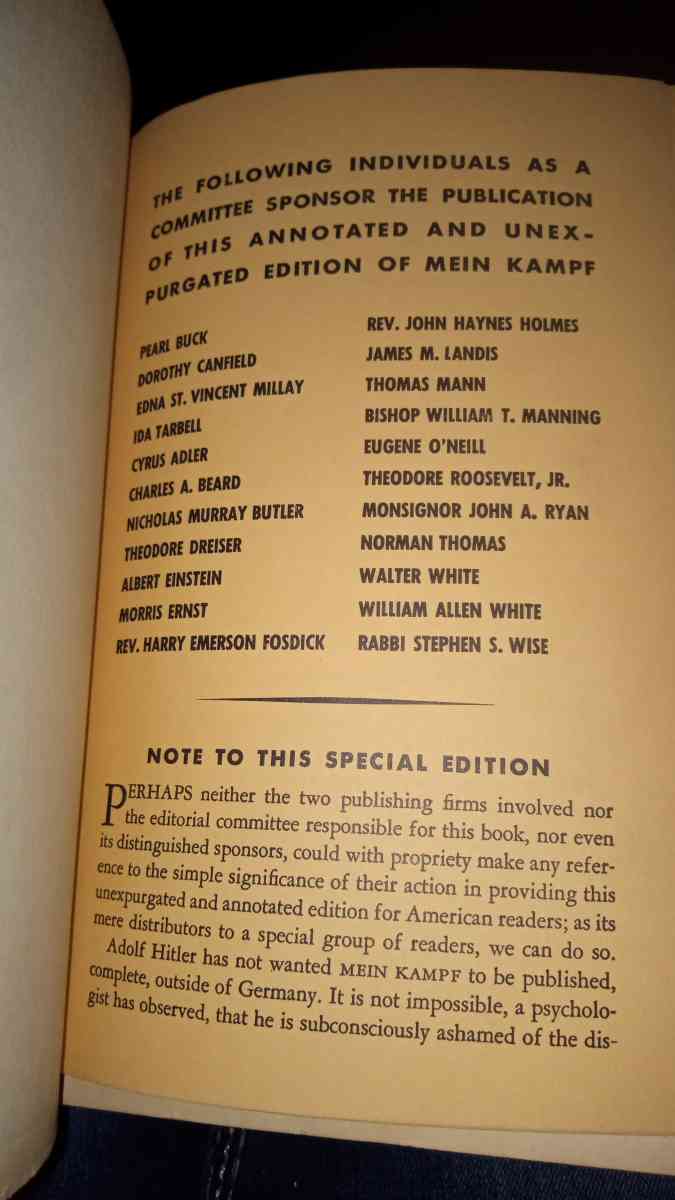 THE FOLLOWING INDIVIDUALS AS A
COMMITTEE SPONSOR THE PUBLICATION
OF THIS ANNOTATED AND UNEX-
PURGATED EDITION OF MEIN KAMPF
PEARL BUCK
DOROTHY CANFIELD
EDNA ST. VINCENT MILLAY
IDA TARBELL
CYRUS ADLER
CHARLES A. BEARD
NICHOLAS MURRAY BUTLER
THEODORE DREISER
ALBERT EINSTEIN
MORRIS ERNST
REV. HARRY EMERSON FOSDICK
REV. JOHN HAYNES HOLMES
JAMES M. LANDIS
THOMAS MANN
BISHOP WILLIAM T. MANNING
EUGENE O'NEILL
THEODORE ROOSEVELT, JR.
MONSIGNOR JOHN A. RYAN
NORMAN THOMAS
WALTER WHITE
WILLIAM ALLEN WHITE
RABBI STEPHEN S. WISE
NOTE TO THIS SPECIAL EDITION
PERHAPS neither the two publishing firms involved nor
the editorial committee responsible for this book, nor even
its distinguished sponsors, could with propriety make any refer-
ence to the simple significance of their action in providing this
unexpurgated and annotated edition for American readers; as its
mere distributors to a special group of readers, we can do so.
Adolf Hitler has not wanted MEIN KAMPF to be published,
complete, outside of Germany. It is not impossible, a psycholo-
gist has observed, that he is subconsciously ashamed of the dis-